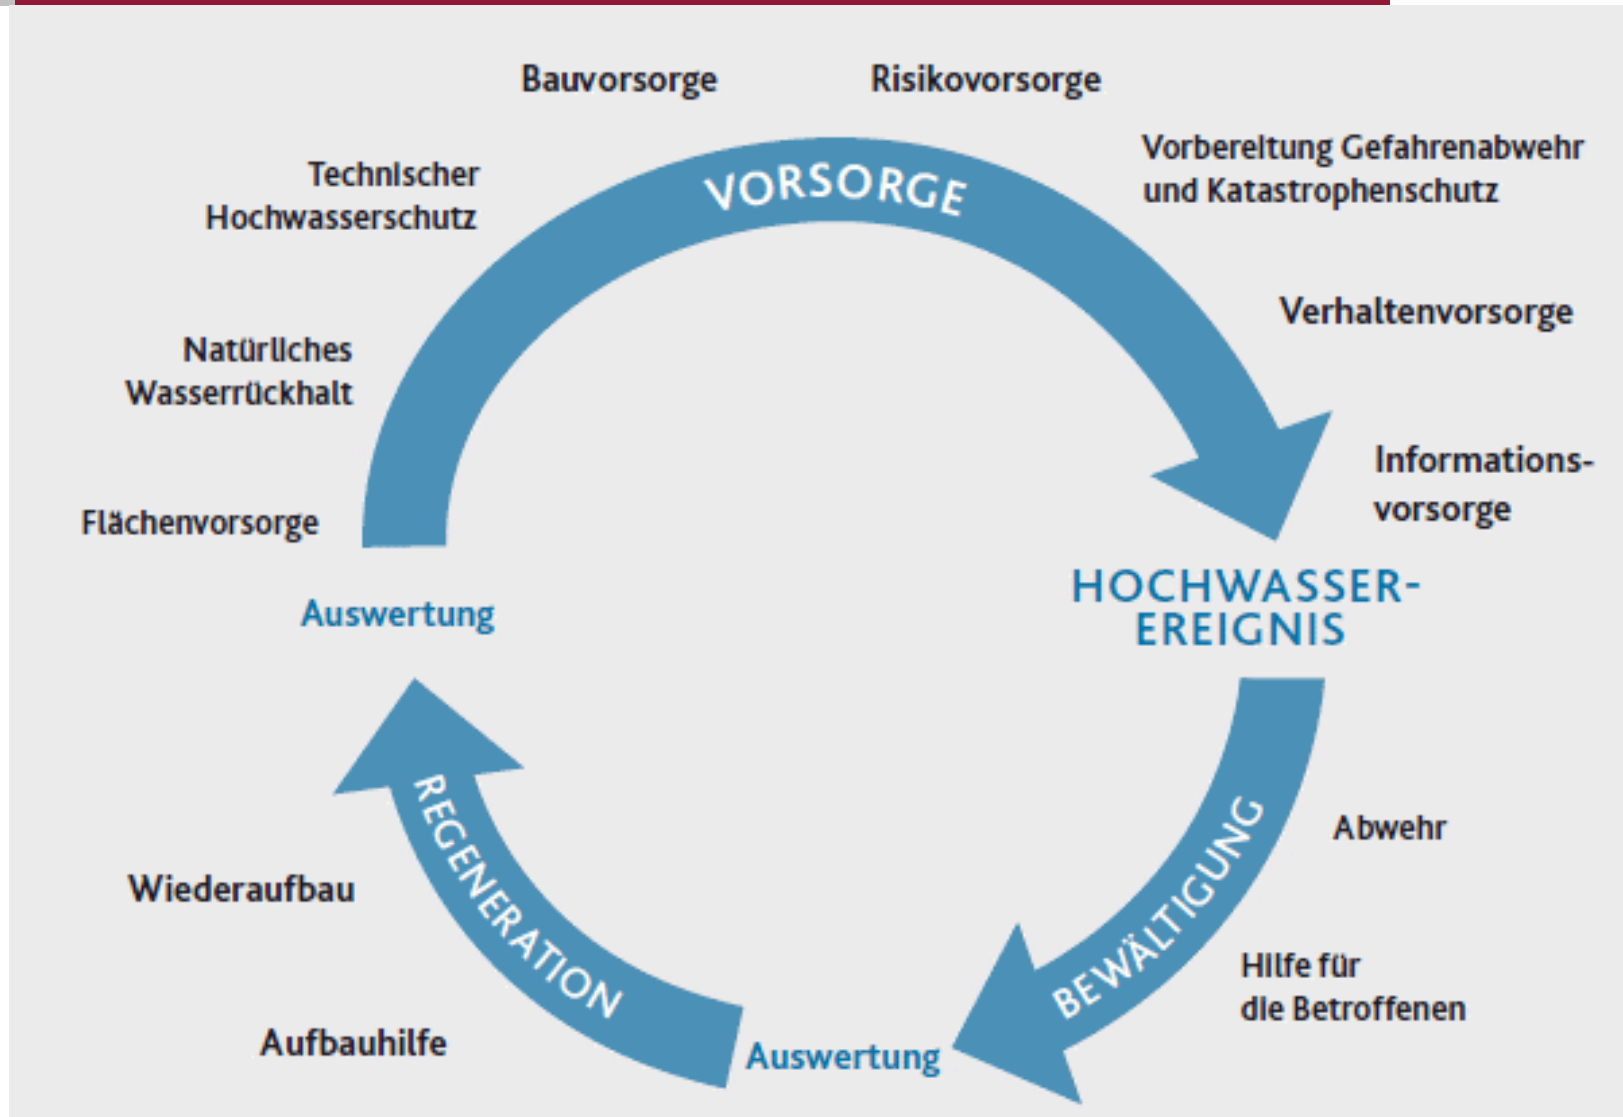 Bauvorsorge
Risikovorsorge
Technischer
Hochwasserschutz
VORSORGE
Vorbereitung Gefahrenabwehr
und Katastrophenschutz
Verhaltenvorsorge
Natürliches
Wasserrückhalt
Informations-
vorsorge
Flächenvorsorge
Auswertung
HOCHWASSER-
EREIGNIS
REGENERATION
BEWÄLTIGUNG
Abwehr
Wiederaufbau
Hilfe für
die Betroffenen
Aufbauhilfe
Auswertung